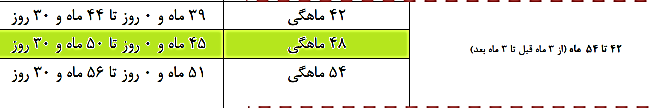 ۴۲ تا ۵۴ ماه (از ۳ ماه قبل تا ۳ ماه بعد)
۴۲ ماهگی ۳۹ ماه و ۰ روز تا ۴۴ ماه و ۳۰ روز
۴۸ ماهگی ۴۵ ماه و ۰ روز تا ۵۰ ماه و ۳۰ روز
۵۴ ماهگی ۵۱ ماه و ۰ روز تا ۵۶ ماه و ۳۰ روز